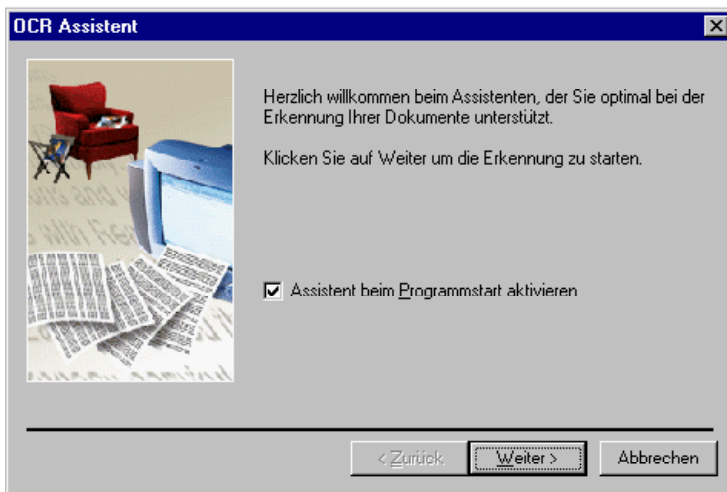 OCR Assistent
Herzlich willkommen beim Assistenten, der Sie optimal bei der
Erkennung Ihrer Dokumente unterstützt.
Klicken Sie auf Weiter um die Erkennung zu starten.
Assistent beim Programmstart aktivieren
< Zurück
Weiter >
Abbrechen